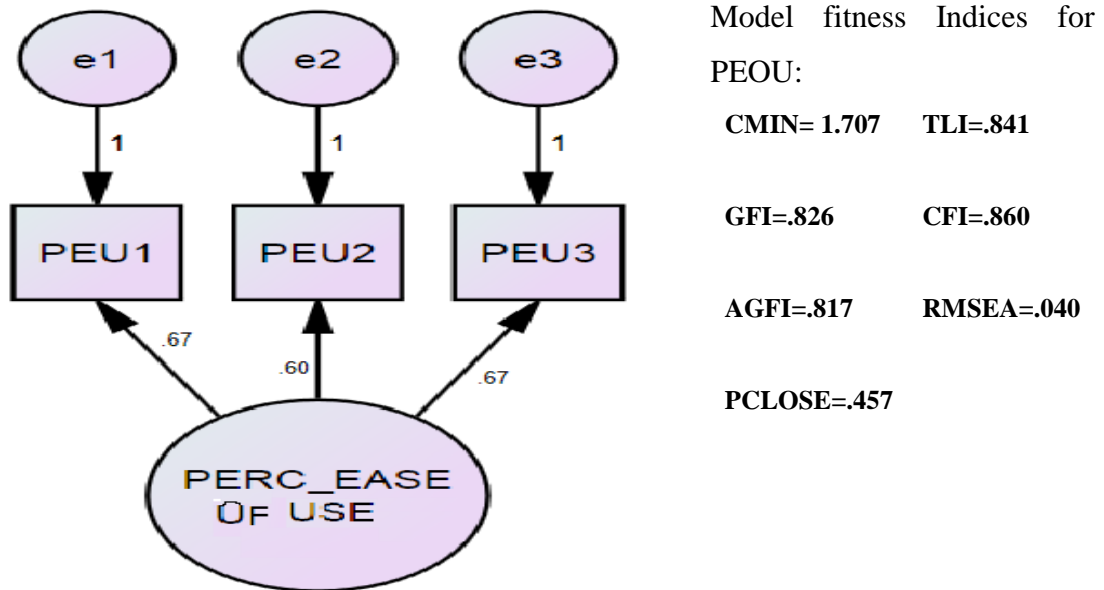 e1 e2 e3
1 1 1
PEU1 PEU2 PEU3
.67 .60 .67
PERC_EASE
OF USE
Model fitness Indices for
PEOU:
CMIN= 1.707 TLI=.841
GFI=.826 CFI=.860
AGFI=.817 RMSEA=.040
PCLOSE=.457